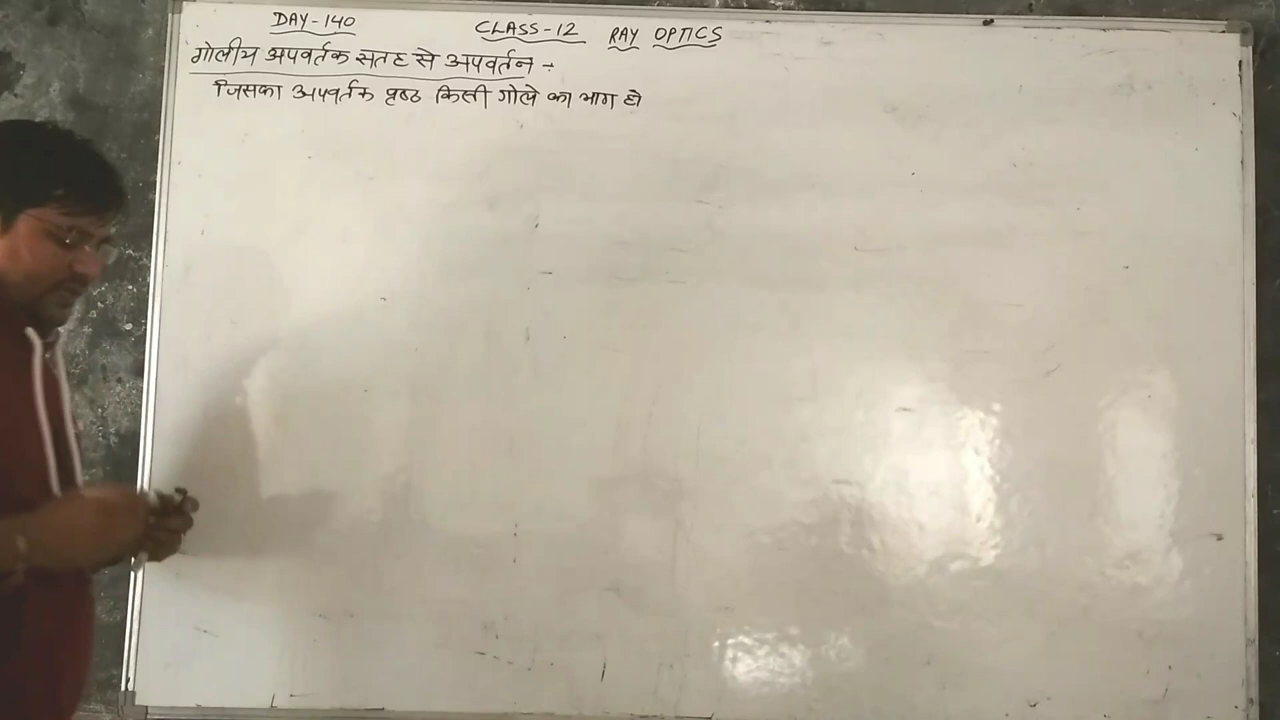 DAY-140 CLASS-12 RAY OPTICS
गोलीय अपवर्तक सतह से अपवर्तन ÷
जिसका अपवर्तक पृष्ठ किसी गोले का भाग हो